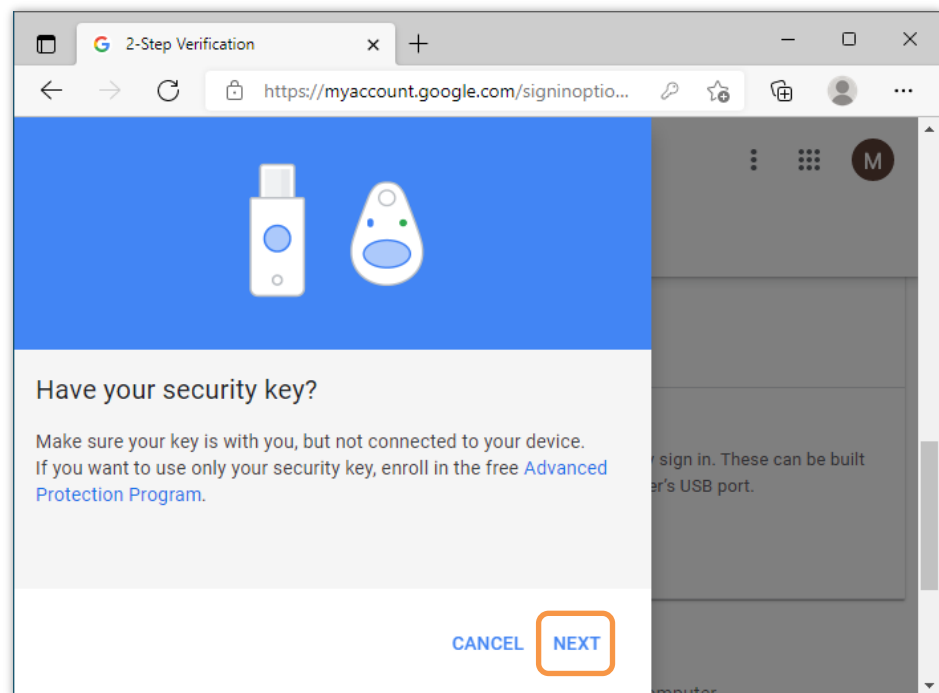 2-Step Verification
https://myaccount.google.com/signinoptio...
M
Have your security key?
Make sure your key is with you, but not connected to your device.
If you want to use only your security key, enroll in the free Advanced
Protection Program.
sign in. These can be built
er's USB port.
CANCEL NEXT